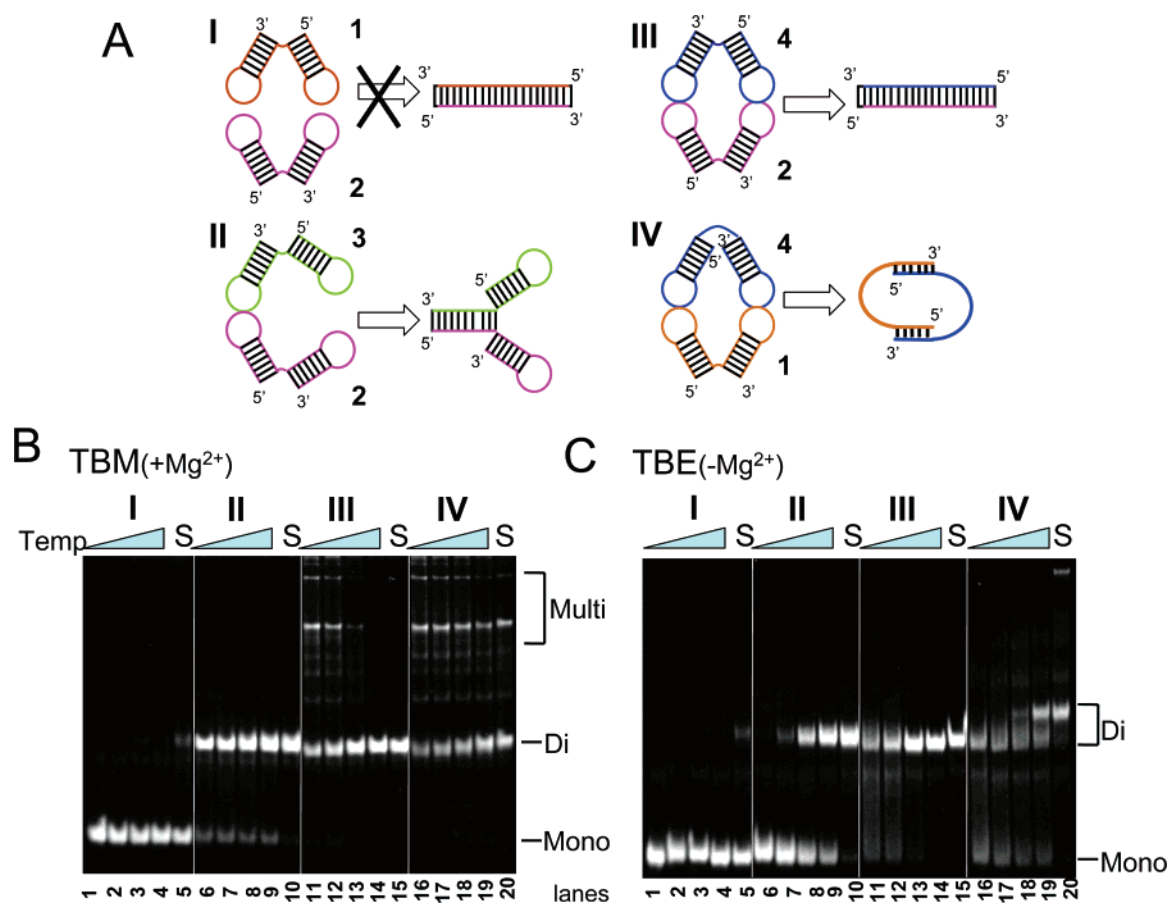 A
I
3'
5'
1
3'
5'
5'
3'
5'
3'
2
II
3'
5'
3
5'
3'
5'
3'
5'
3'
2
III
3'
5'
4
3'
5'
5'
3'
5'
3'
2
IV
3'
5'
4
3'
5'
5'
3'
5'
3'
1
B
TBM(+Mg²⁺)
I II III IV
Temp S S S S
Multi
Di
Mono
1 2 3 4 5 6 7 8 9 10 11 12 13 14 15 16 17 18 19 20
lanes
C
TBE(-Mg²⁺)
I II III IV
S S S S
Di
Mono
1 2 3 4 5 6 7 8 9 10 11 12 13 14 15 16 17 18 19 20